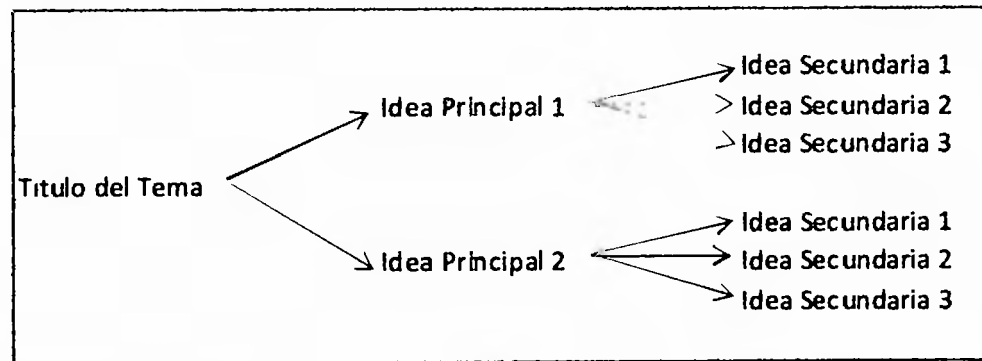 Idea Secundaria 1
Idea Principal 1
Idea Secundaria 2
Idea Secundaria 3
Titulo del Tema
Idea Secundaria 1
Idea Principal 2
Idea Secundaria 2
Idea Secundaria 3